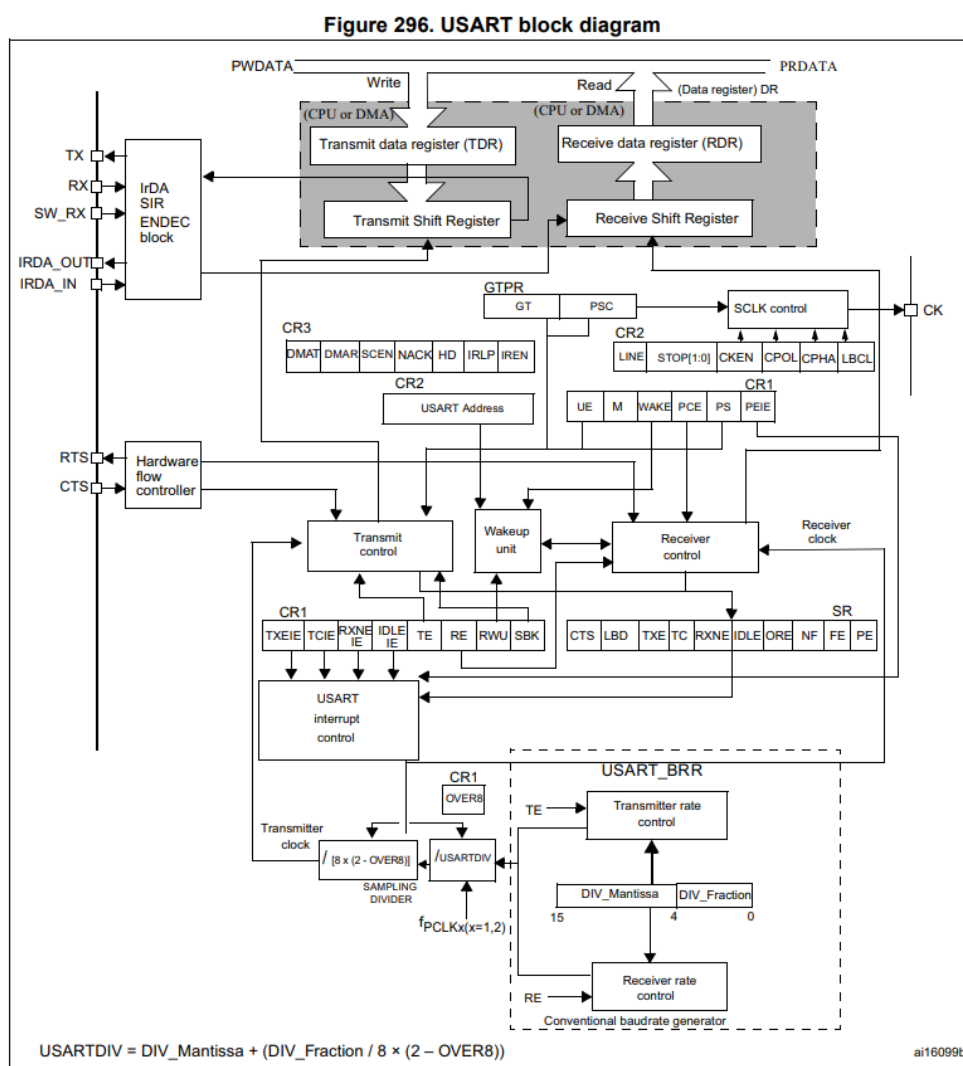 Figure 296. USART block diagram
PWDATA
PRDATA
Write
Read
(Data register) DR
(CPU or DMA)
(CPU or DMA)
Transmit data register (TDR)
Receive data register (RDR)
TX
RX
SW_RX
IRDA_OUT
IRDA_IN
IrDA
SIR
ENDEC
block
Transmit Shift Register
Receive Shift Register
GTPR
GT PSC
SCLK control
CK
CR3
DMAT DMAR SCEN NACK HD IRLP IREN
CR2
LINE STOP[1:0] CKEN CPOL CPHA LBCL
CR2
USART Address
CR1
UE M WAKE PCE PS PEIE
RTS
CTS
Hardware
flow
controller
Transmit
control
Wakeup
unit
Receiver
control
Receiver
clock
CR1
TXEIE TCIE RXNE IE IDLE IE TE RE RWU SBK
SR
CTS LBD TXE TC RXNE IDLE ORE NF FE PE
USART
interrupt
control
CR1
OVER8
USART_BRR
TE
Transmitter rate
control
Transmitter
clock
/ [8 x (2 - OVER8)]
/USARTDIV
SAMPLING
DIVIDER
fPCLKx(x=1,2)
DIV_Mantissa DIV_Fraction
15 4 0
RE
Receiver rate
control
Conventional baudrate generator
USARTDIV = DIV_Mantissa + (DIV_Fraction / 8 × (2 – OVER8))
ai16099b